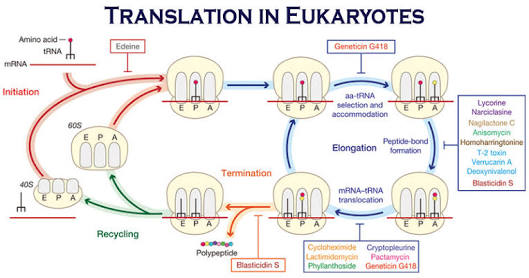 TRANSLATION IN EUKARYOTES
Amino acid
tRNA
mRNA
Edeine
Geneticin G418
Initiation
E P A
E P A
E P A
aa-tRNA
selection and
accommodation
60S
E P A
Elongation
Peptide-bond
formation
Lycorine
Narciclasine
Nagilactone C
Anisomycin
Homoharringtonine
T-2 toxin
Verrucarin A
Deoxynivalenol
Blasticidin S
40S
E P A
Termination
mRNA–tRNA
translocation
E P A
E P A
E P A
Recycling
Polypeptide
Blasticidin S
Cycloheximide
Lactimidomycin
Phyllanthoside
Cryptopleurine
Pactamycin
Geneticin G418
E P A